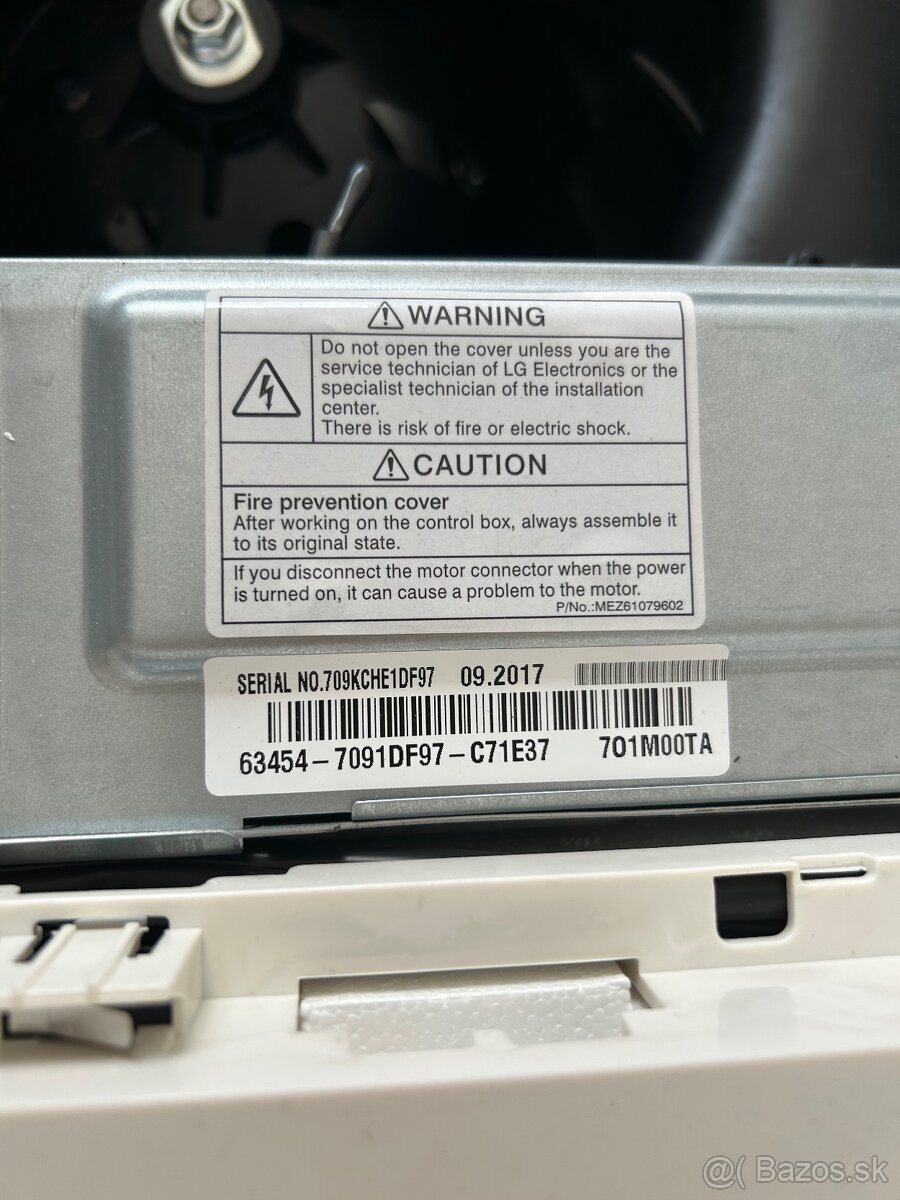 WARNING
Do not open the cover unless you are the
service technician of LG Electronics or the
specialist technician of the installation
center.
There is risk of fire or electric shock.
CAUTION
Fire prevention cover
After working on the control box, always assemble it
to its original state.
If you disconnect the motor connector when the power
is turned on, it can cause a problem to the motor.
P/No.:MEZ61079602
SERIAL NO.709KCHE1DF97 09.2017
63454-7091DF97-C71E37 701M00TA
@( Bazos.sk